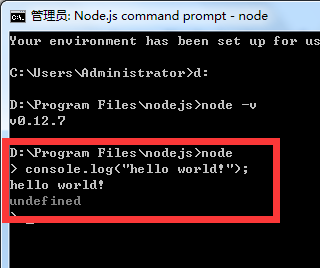 管理员: Node.js command prompt - node
Your environment has been set up for us
C:\Users\Administrator>d:
D:\Program Files\nodejs>node -v
v0.12.7
D:\Program Files\nodejs>node
> console.log("hello world!");
hello world!
undefined
> _